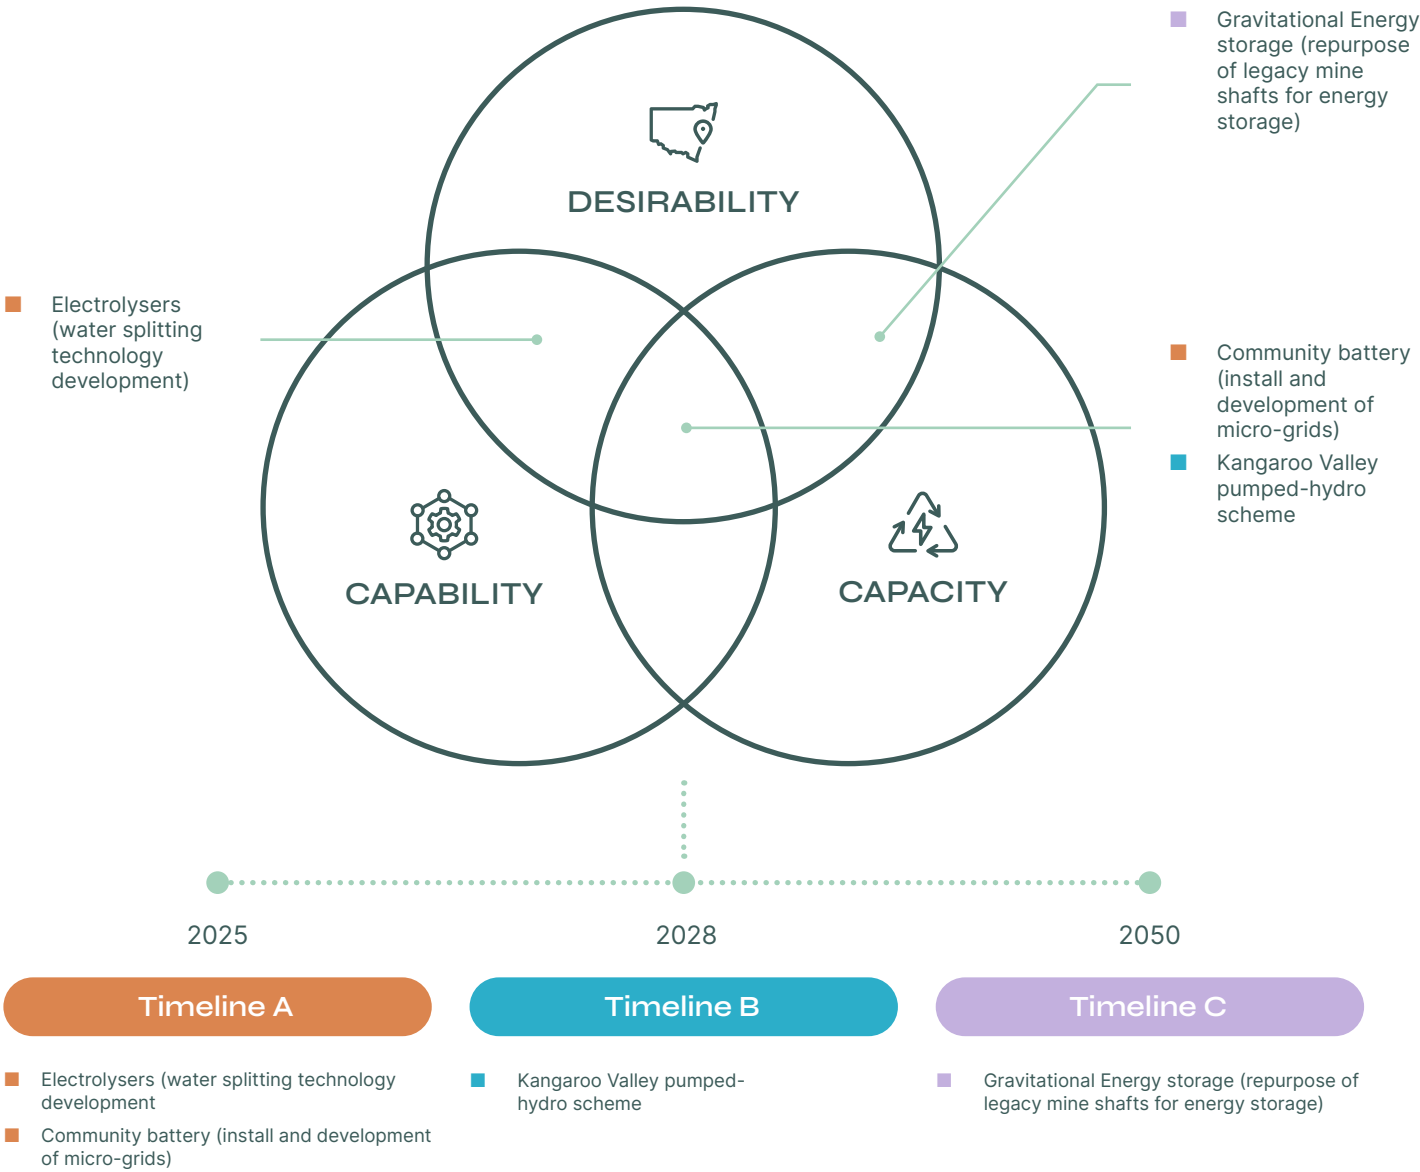 Gravitational Energy
storage (repurpose
of legacy mine
shafts for energy
storage)
DESIRABILITY
Electrolysers
(water splitting
technology
development)
Community battery
(install and
development of
micro-grids)
Kangaroo Valley
pumped-hydro
scheme
CAPABILITY
CAPACITY
2025
2028
2050
Timeline A
Timeline B
Timeline C
Electrolysers (water splitting technology
development
Community battery (install and development
of micro-grids)
Kangaroo Valley pumped-
hydro scheme
Gravitational Energy storage (repurpose of
legacy mine shafts for energy storage)